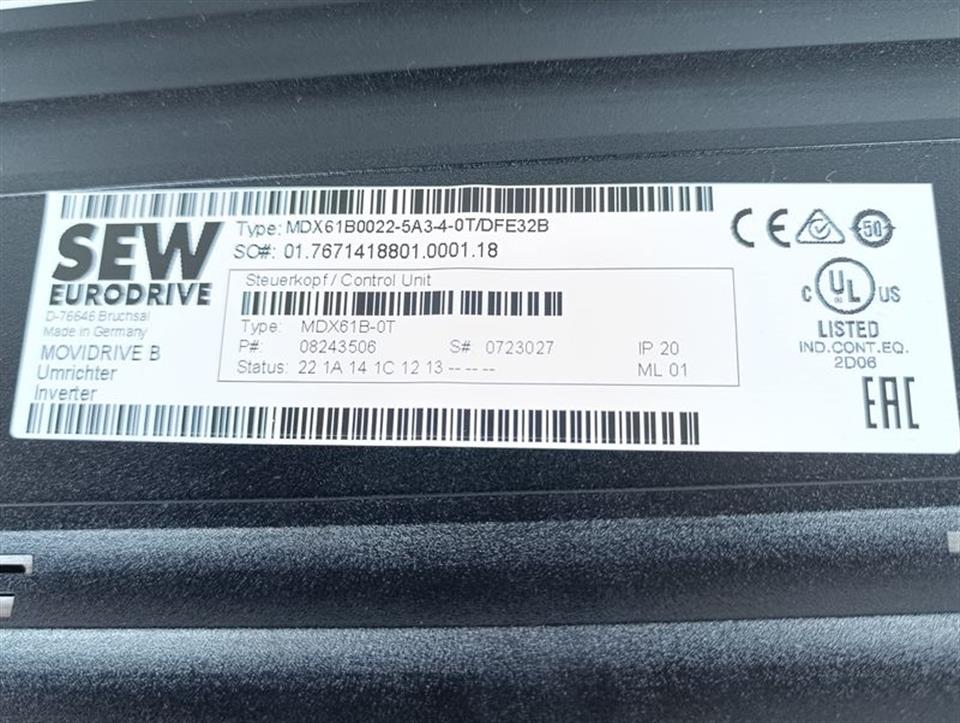 SEW
EURODRIVE
D-76646 Bruchsal
Made in Germany
MOVIDRIVE B
Umrichter
Inverter
Type: MDX61B0022-5A3-4-0T/DFE32B
SO#: 01.7671418801.0001.18
Steuerkopf / Control Unit
Type: MDX61B-0T
P#: 08243506 S# 0723027 IP 20
Status: 22 1A 14 1C 12 13 -- -- -- ML 01
CE 50
C UL US
LISTED
IND.CONT.EQ.
2D06
EAC